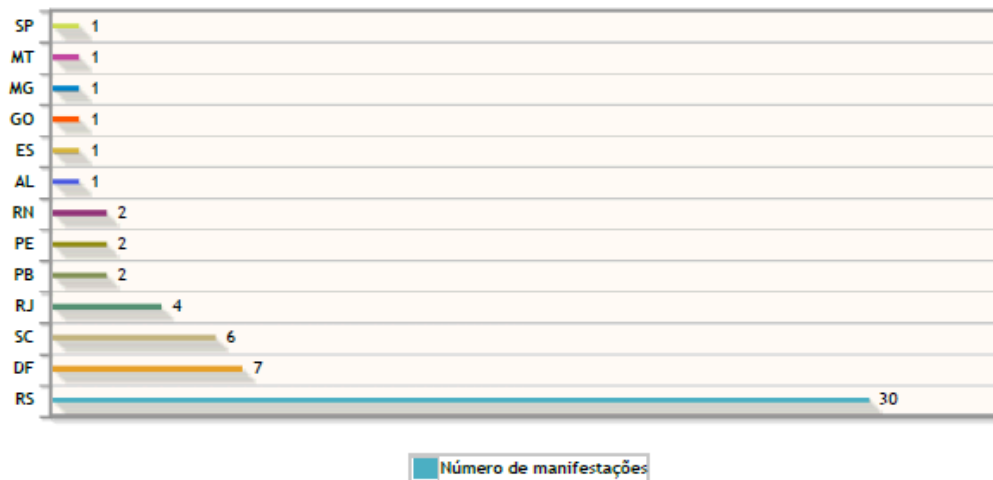 SP 1
MT 1
MG 1
GO 1
ES 1
AL 1
RN 2
PE 2
PB 2
RJ 4
SC 6
DF 7
RS 30
Número de manifestações